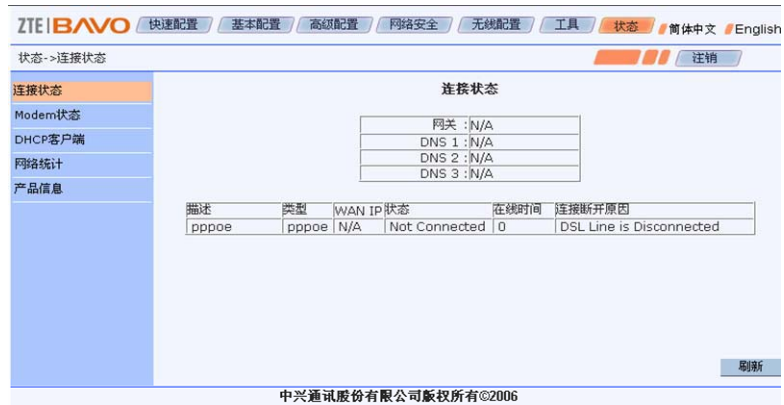 ZTE BAVO 快速配置 基本配置 高级配置 网络安全 无线配置 工具 状态 简体中文 English
状态->连接状态 注销
连接状态
Modem状态
DHCP客户端
网络统计
产品信息
连接状态
网关 :N/A
DNS 1 :N/A
DNS 2 :N/A
DNS 3 :N/A
描述 类型 WAN IP 状态 在线时间 连接断开原因
pppoe pppoe N/A Not Connected 0 DSL Line is Disconnected
刷新
中兴通讯股份有限公司版权所有©2006